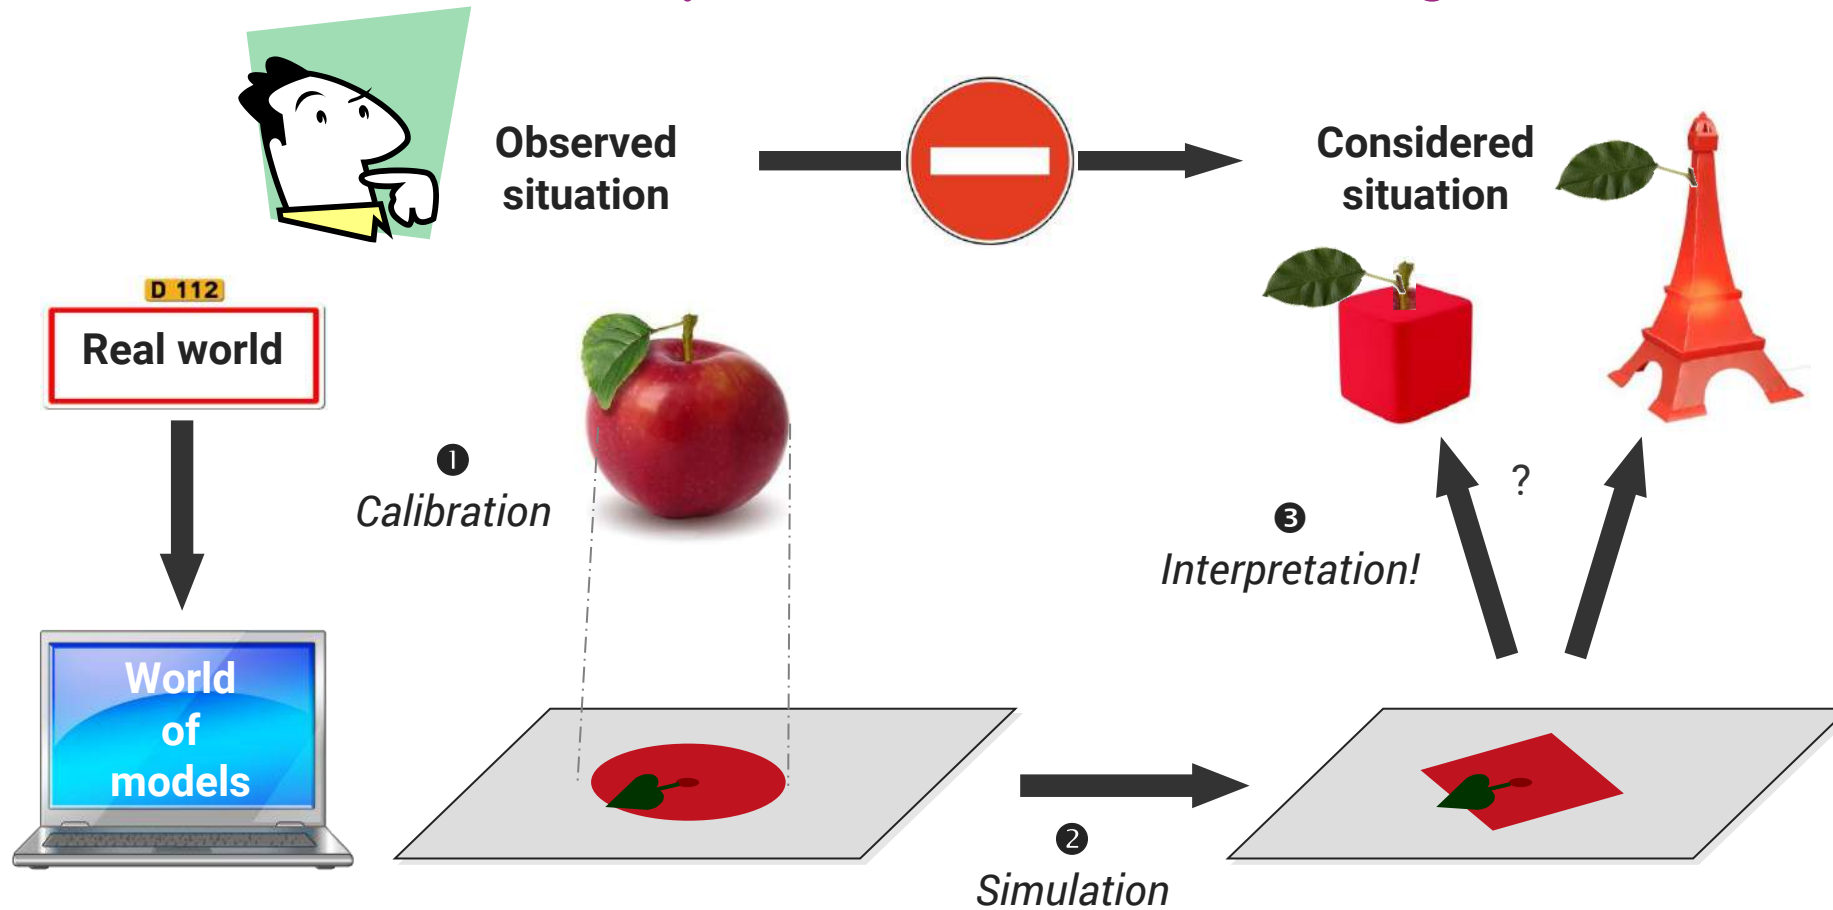 Observed
situation
Considered
situation
D 112
Real world
❶
Calibration
?
❸
Interpretation!
World
of
models
❷
Simulation